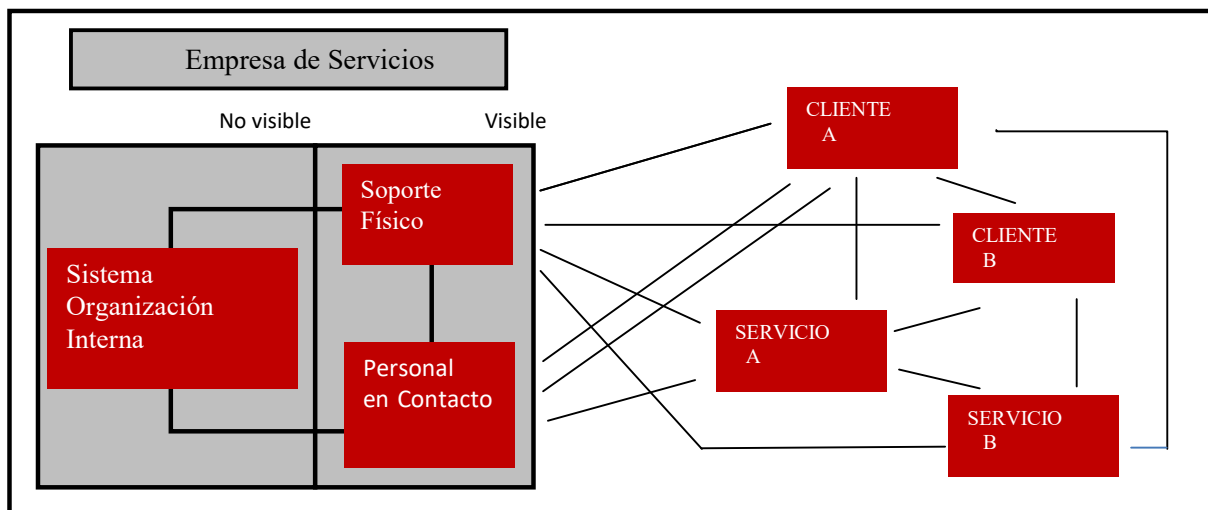 Empresa de Servicios
No visible
Visible
Sistema
Organización
Interna
Soporte
Físico
Personal
en Contacto
CLIENTE
A
CLIENTE
B
SERVICIO
A
SERVICIO
B